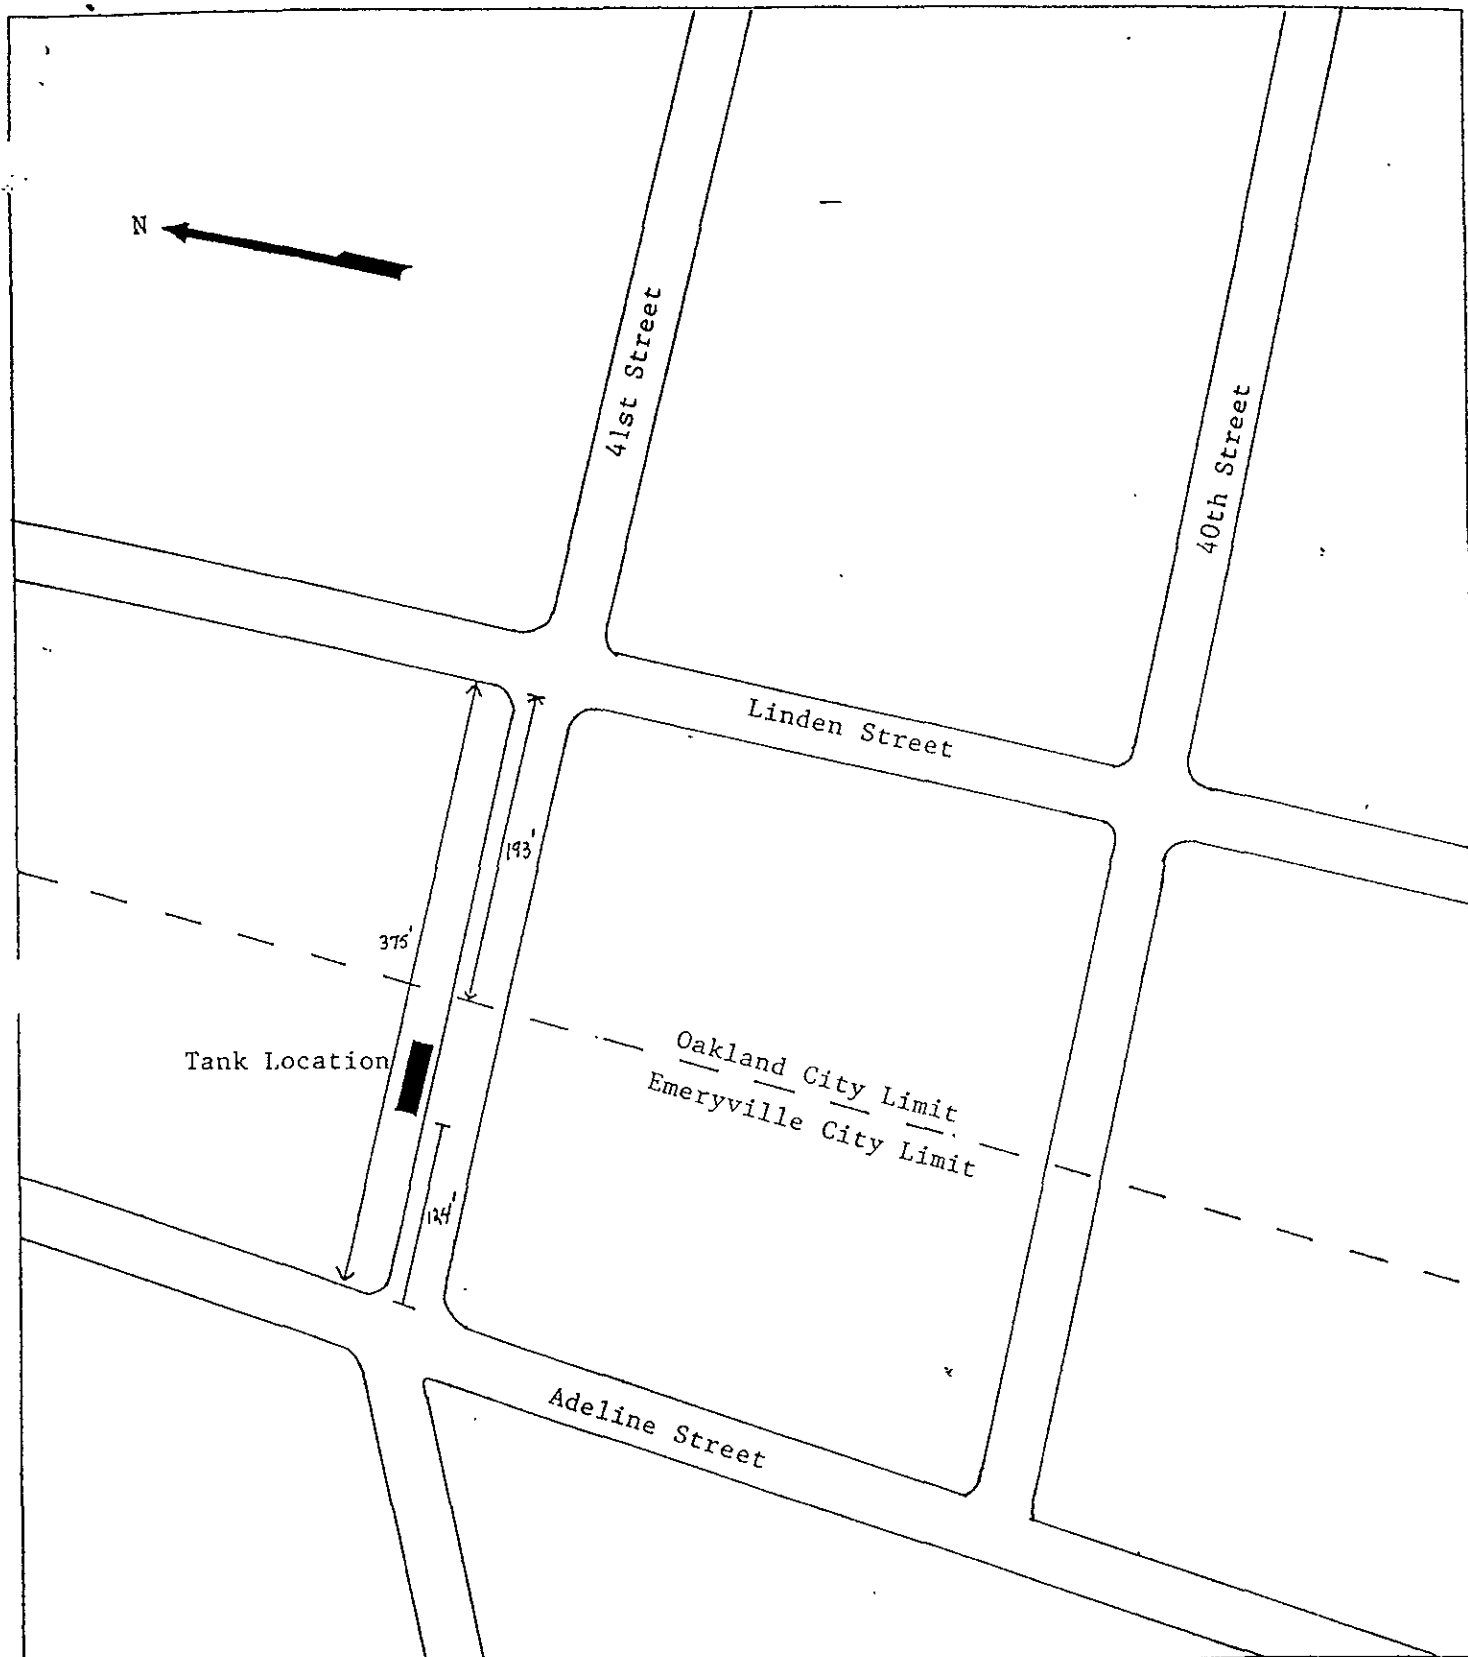 N
41st Street
40th Street
Linden Street
193'
375'
Tank Location
Oakland City Limit
Emeryville City Limit
124'
Adeline Street